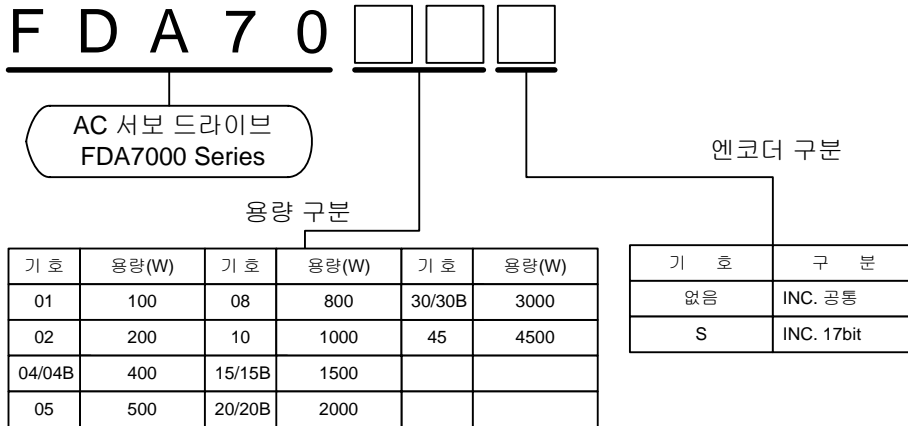 FDA70□□ □
AC 서보 드라이브
FDA7000 Series
엔코더 구분
용량 구분
기 호 용량(W) 기 호 용량(W) 기 호 용량(W)
01 100 08 800 30/30B 3000
02 200 10 1000 45 4500
04/04B 400 15/15B 1500
05 500 20/20B 2000
기 호 구 분
없음 INC. 공통
S INC. 17bit